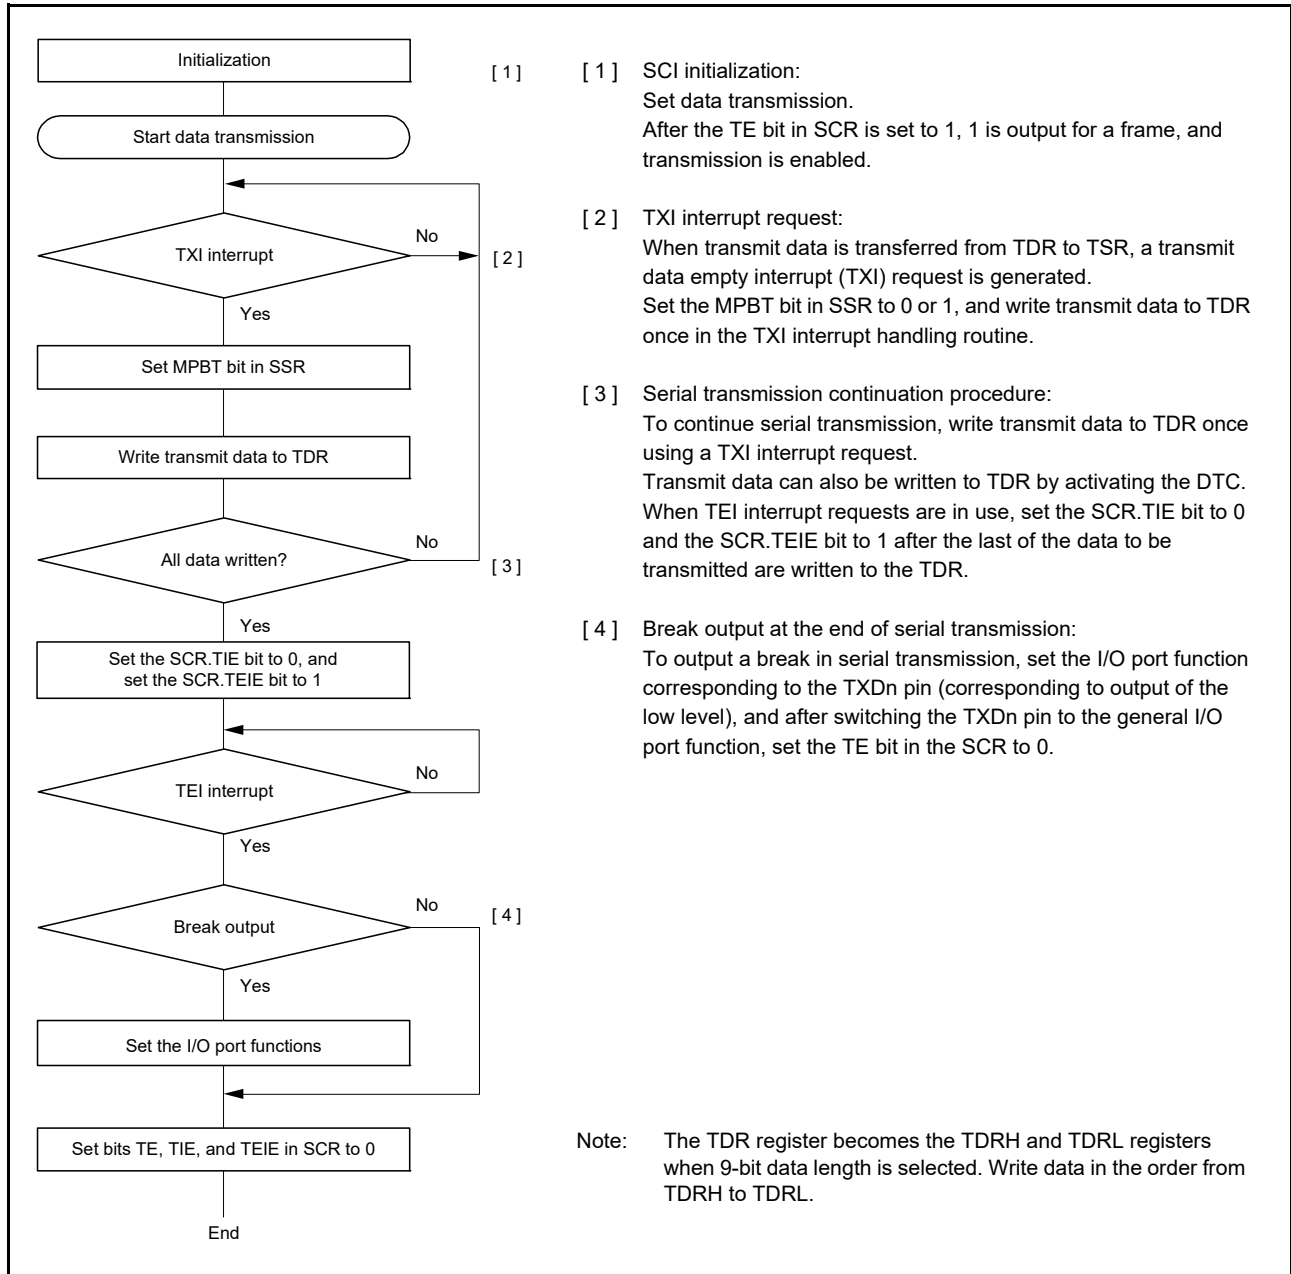 Initialization
[ 1 ]
Start data transmission
TXI interrupt
No
[ 2 ]
Yes
Set MPBT bit in SSR
Write transmit data to TDR
All data written?
No
[ 3 ]
Yes
Set the SCR.TIE bit to 0, and
set the SCR.TEIE bit to 1
TEI interrupt
No
Yes
Break output
No
[ 4 ]
Yes
Set the I/O port functions
Set bits TE, TIE, and TEIE in SCR to 0
End
[ 1 ] SCI initialization:
Set data transmission.
After the TE bit in SCR is set to 1, 1 is output for a frame, and
transmission is enabled.
[ 2 ] TXI interrupt request:
When transmit data is transferred from TDR to TSR, a transmit
data empty interrupt (TXI) request is generated.
Set the MPBT bit in SSR to 0 or 1, and write transmit data to TDR
once in the TXI interrupt handling routine.
[ 3 ] Serial transmission continuation procedure:
To continue serial transmission, write transmit data to TDR once
using a TXI interrupt request.
Transmit data can also be written to TDR by activating the DTC.
When TEI interrupt requests are in use, set the SCR.TIE bit to 0
and the SCR.TEIE bit to 1 after the last of the data to be
transmitted are written to the TDR.
[ 4 ] Break output at the end of serial transmission:
To output a break in serial transmission, set the I/O port function
corresponding to the TXDn pin (corresponding to output of the
low level), and after switching the TXDn pin to the general I/O
port function, set the TE bit in the SCR to 0.
Note: The TDR register becomes the TDRH and TDRL registers
when 9-bit data length is selected. Write data in the order from
TDRH to TDRL.